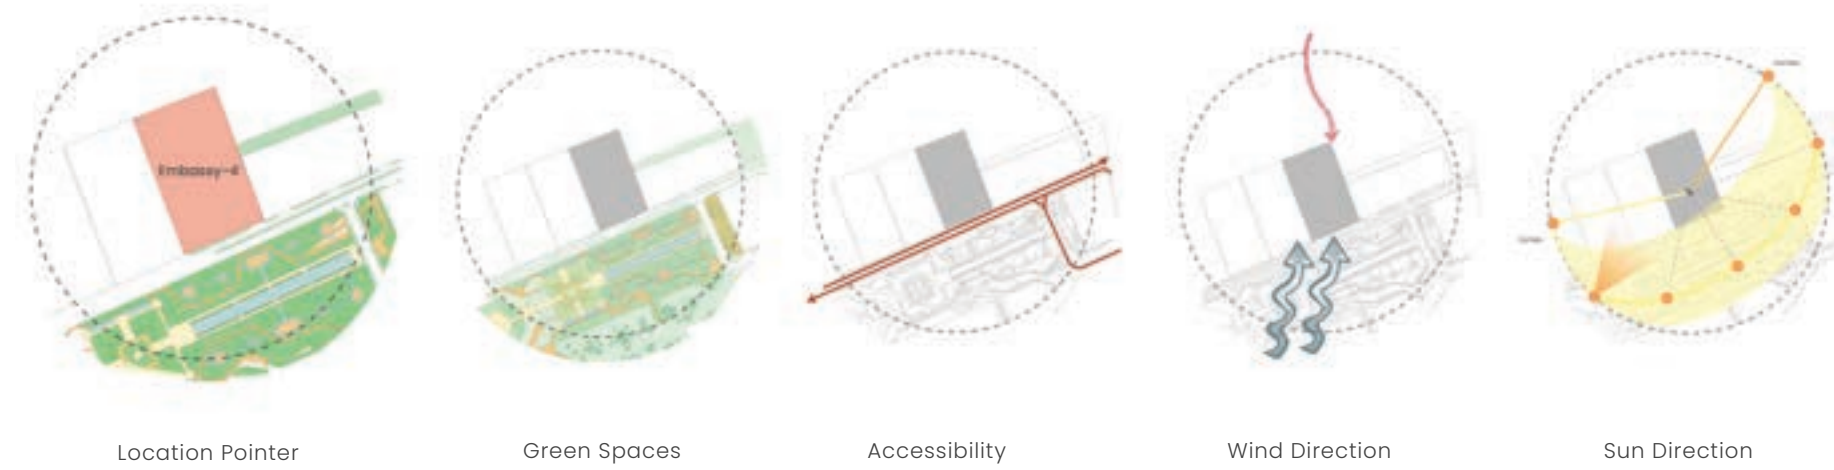 Embassy-4
Location Pointer
Green Spaces
Accessibility
Wind Direction
Sun Direction